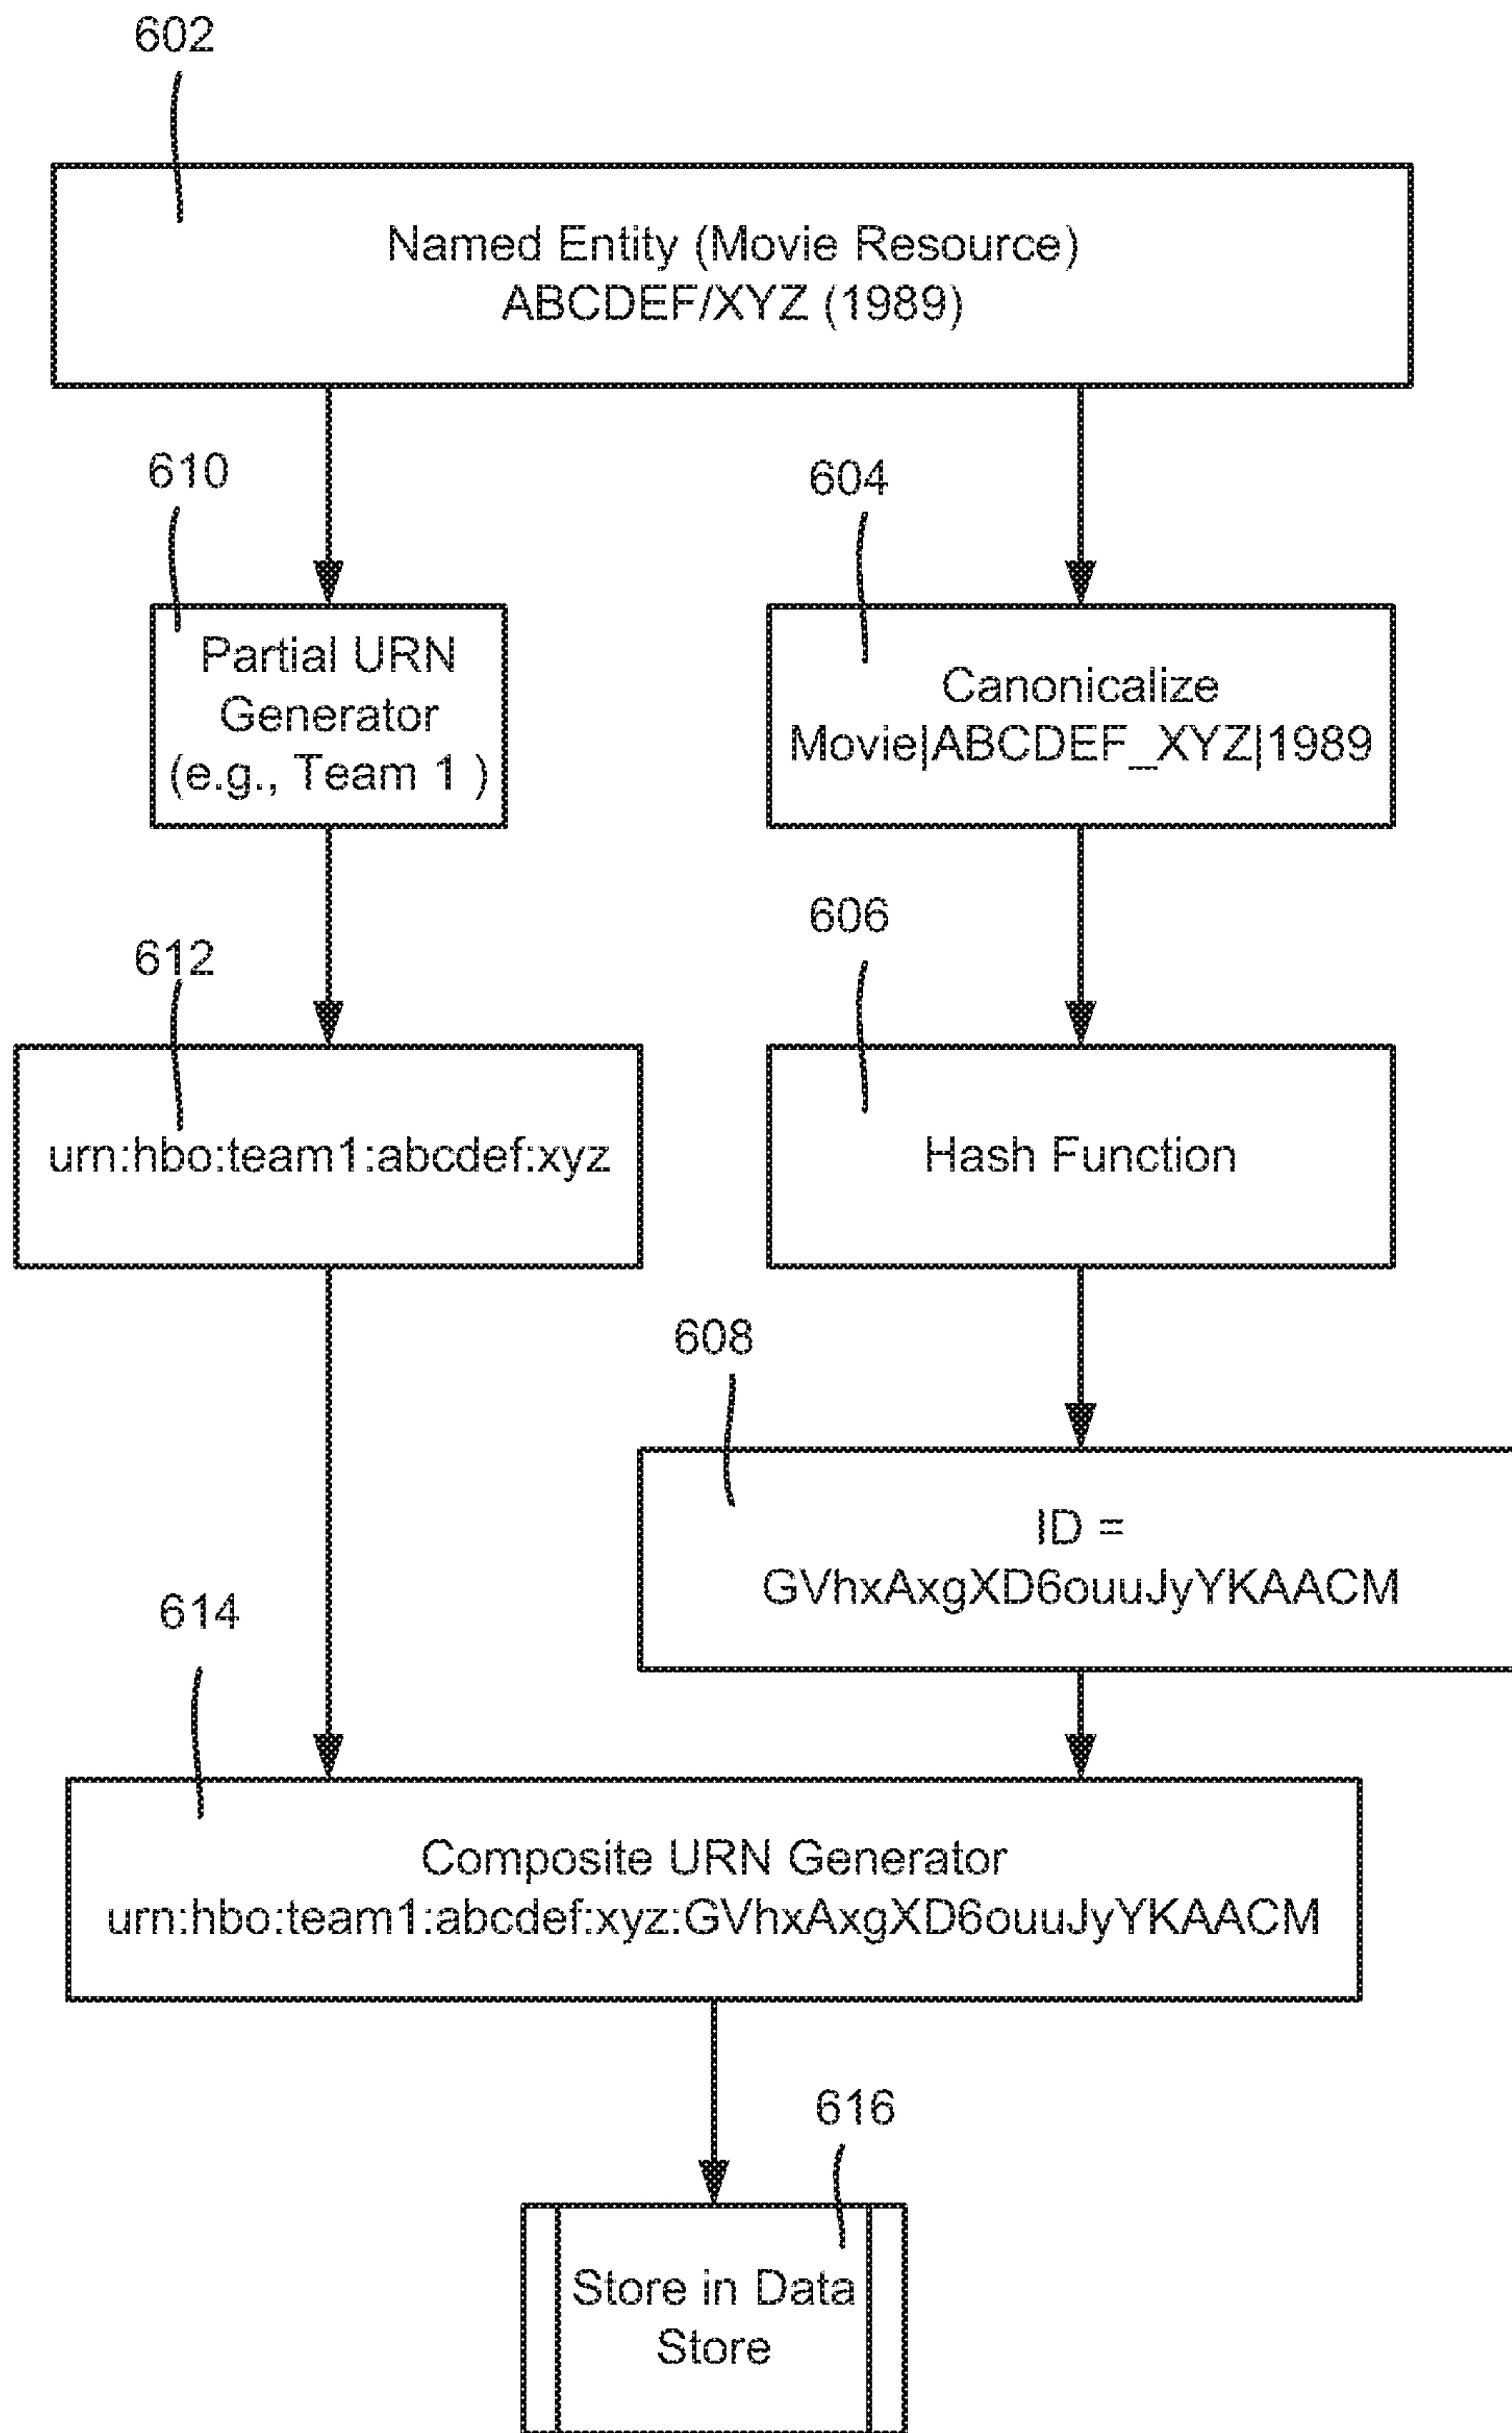 602
Named Entity (Movie Resource)
ABCDEF/XYZ (1989)
610
604
Partial URN
Generator
(e.g., Team 1 )
Canonicalize
Movie|ABCDEF_XYZ|1989
612
606
urn:hbo:team1:abcdef:xyz
Hash Function
608
ID =
GVhxAxgXD6ouuJyYKAACM
614
Composite URN Generator
urn:hbo:team1:abcdef:xyz:GVhxAxgXD6ouuJyYKAACM
616
Store in Data
Store